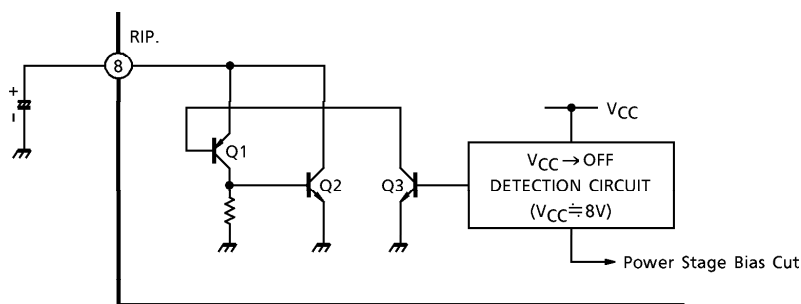 RIP.
8
+
-
Q1
Q2
Q3
VCC
VCC→OFF
DETECTION CIRCUIT
(VCC≒8V)
Power Stage Bias Cut